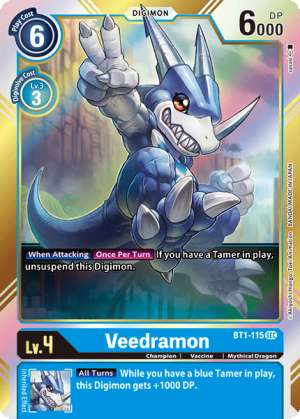 DIGIMON
Play Cost
6
DP
6000
Digivolve Cost
Lv.3
3
When Attacking Once Per Turn If you have a Tamer in play,
unsuspend this Digimon.
BT1-115 SEC
Lv.4 Veedramon
Champion Vaccine Mythical Dragon
Inherited Effect
All Turns While you have a blue Tamer in play,
this Digimon gets +1000 DP.